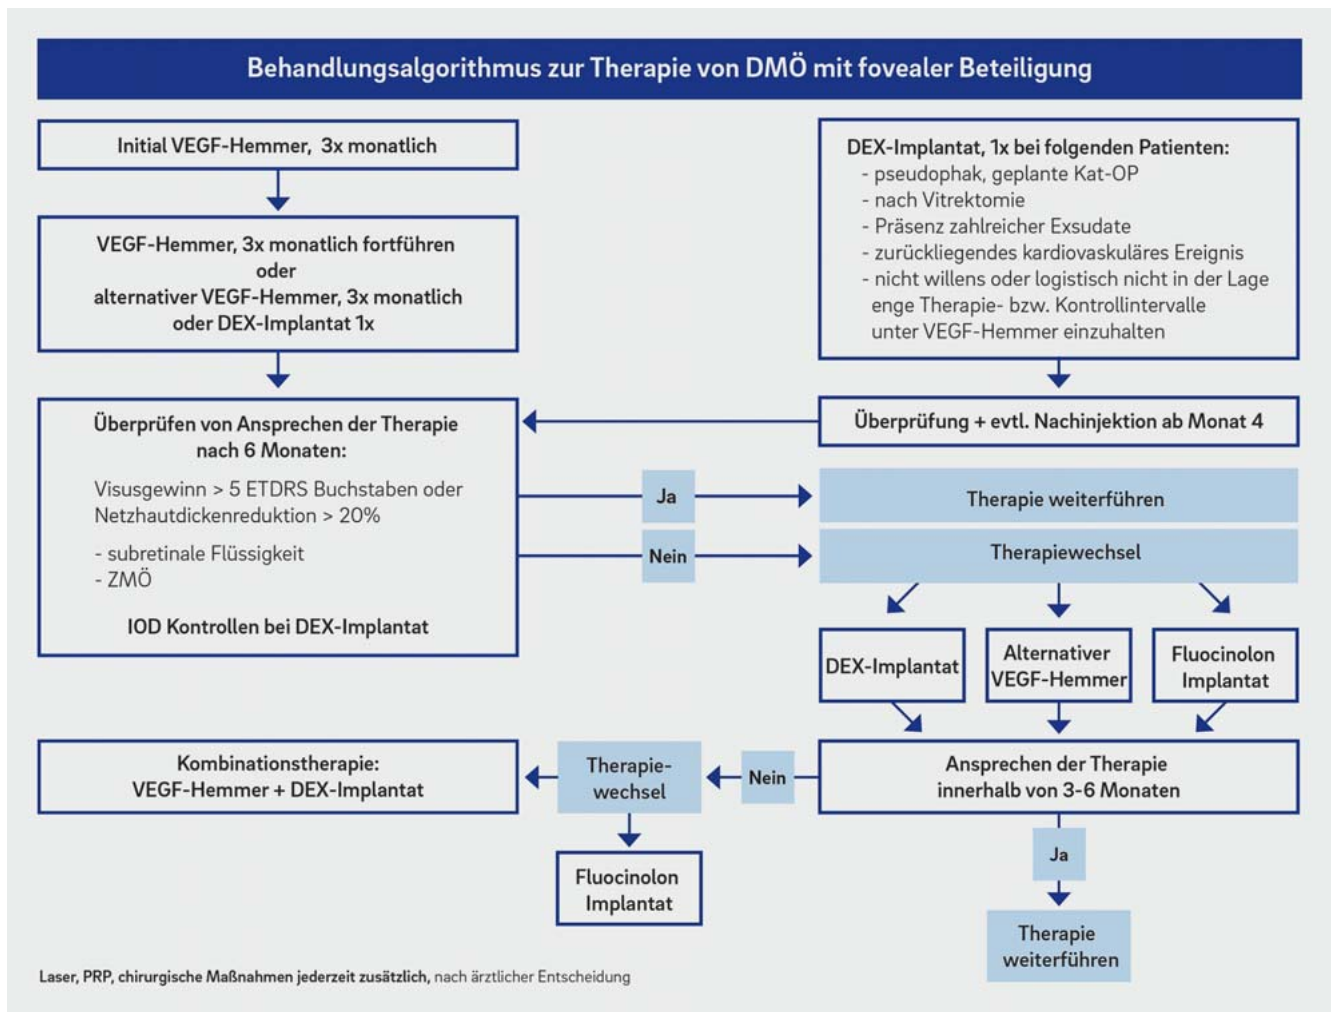 Behandlungsalgorithmus zur Therapie von DMÖ mit fovealer Beteiligung
Initial VEGF-Hemmer, 3x monatlich
VEGF-Hemmer, 3x monatlich fortführen
oder
alternativer VEGF-Hemmer, 3x monatlich
oder DEX-Implantat 1x
DEX-Implantat, 1x bei folgenden Patienten:
- pseudophak, geplante Kat-OP
- nach Vitrektomie
- Präsenz zahlreicher Exsudate
- zurückliegendes kardiovaskuläres Ereignis
- nicht willens oder logistisch nicht in der Lage
enge Therapie- bzw. Kontrollintervalle
unter VEGF-Hemmer einzuhalten
Überprüfung + evtl. Nachinjektion ab Monat 4
Überprüfen von Ansprechen der Therapie
nach 6 Monaten:
Visusgewinn > 5 ETDRS Buchstaben oder
Netzhautdickenreduktion > 20%
- subretinale Flüssigkeit
- ZMÖ
IOD Kontrollen bei DEX-Implantat
Ja
Therapie weiterführen
Nein
Therapiewechsel
DEX-Implantat
Alternativer
VEGF-Hemmer
Fluocinolon
Implantat
Ansprechen der Therapie
innerhalb von 3-6 Monaten
Nein
Therapie-
wechsel
Kombinationstherapie:
VEGF-Hemmer + DEX-Implantat
Fluocinolon
Implantat
Ja
Therapie
weiterführen
Laser, PRP, chirurgische Maßnahmen jederzeit zusätzlich, nach ärztlicher Entscheidung